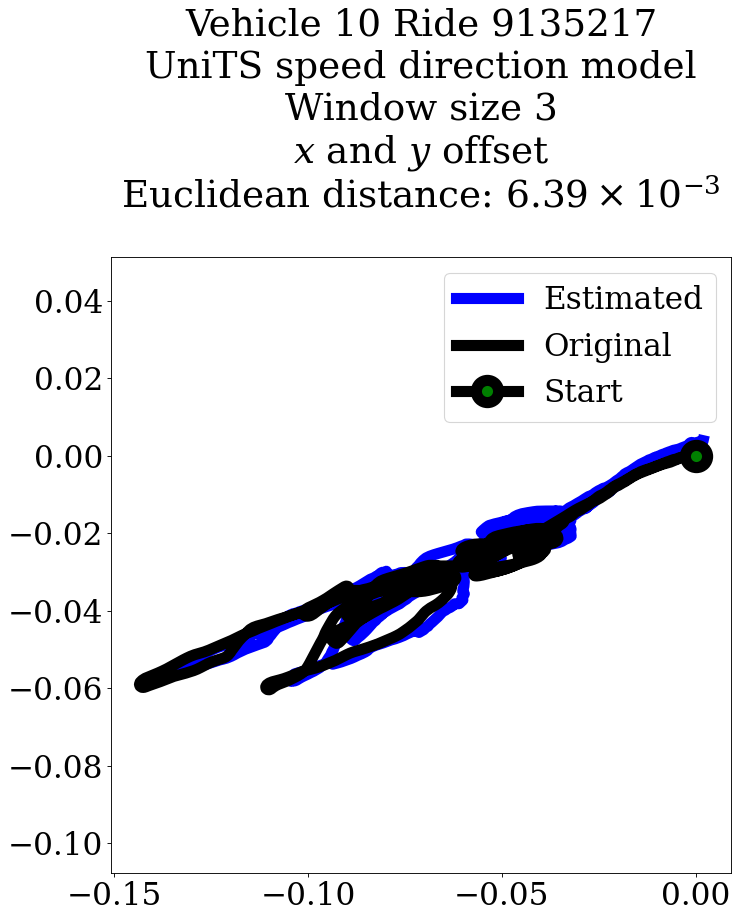 Vehicle 10 Ride 9135217
UniTS speed direction model
Window size 3
x and y offset
Euclidean distance: 6.39 × 10⁻³
Estimated
Original
Start
0.04
0.02
0.00
−0.02
−0.04
−0.06
−0.08
−0.10
−0.15
−0.10
−0.05
0.00